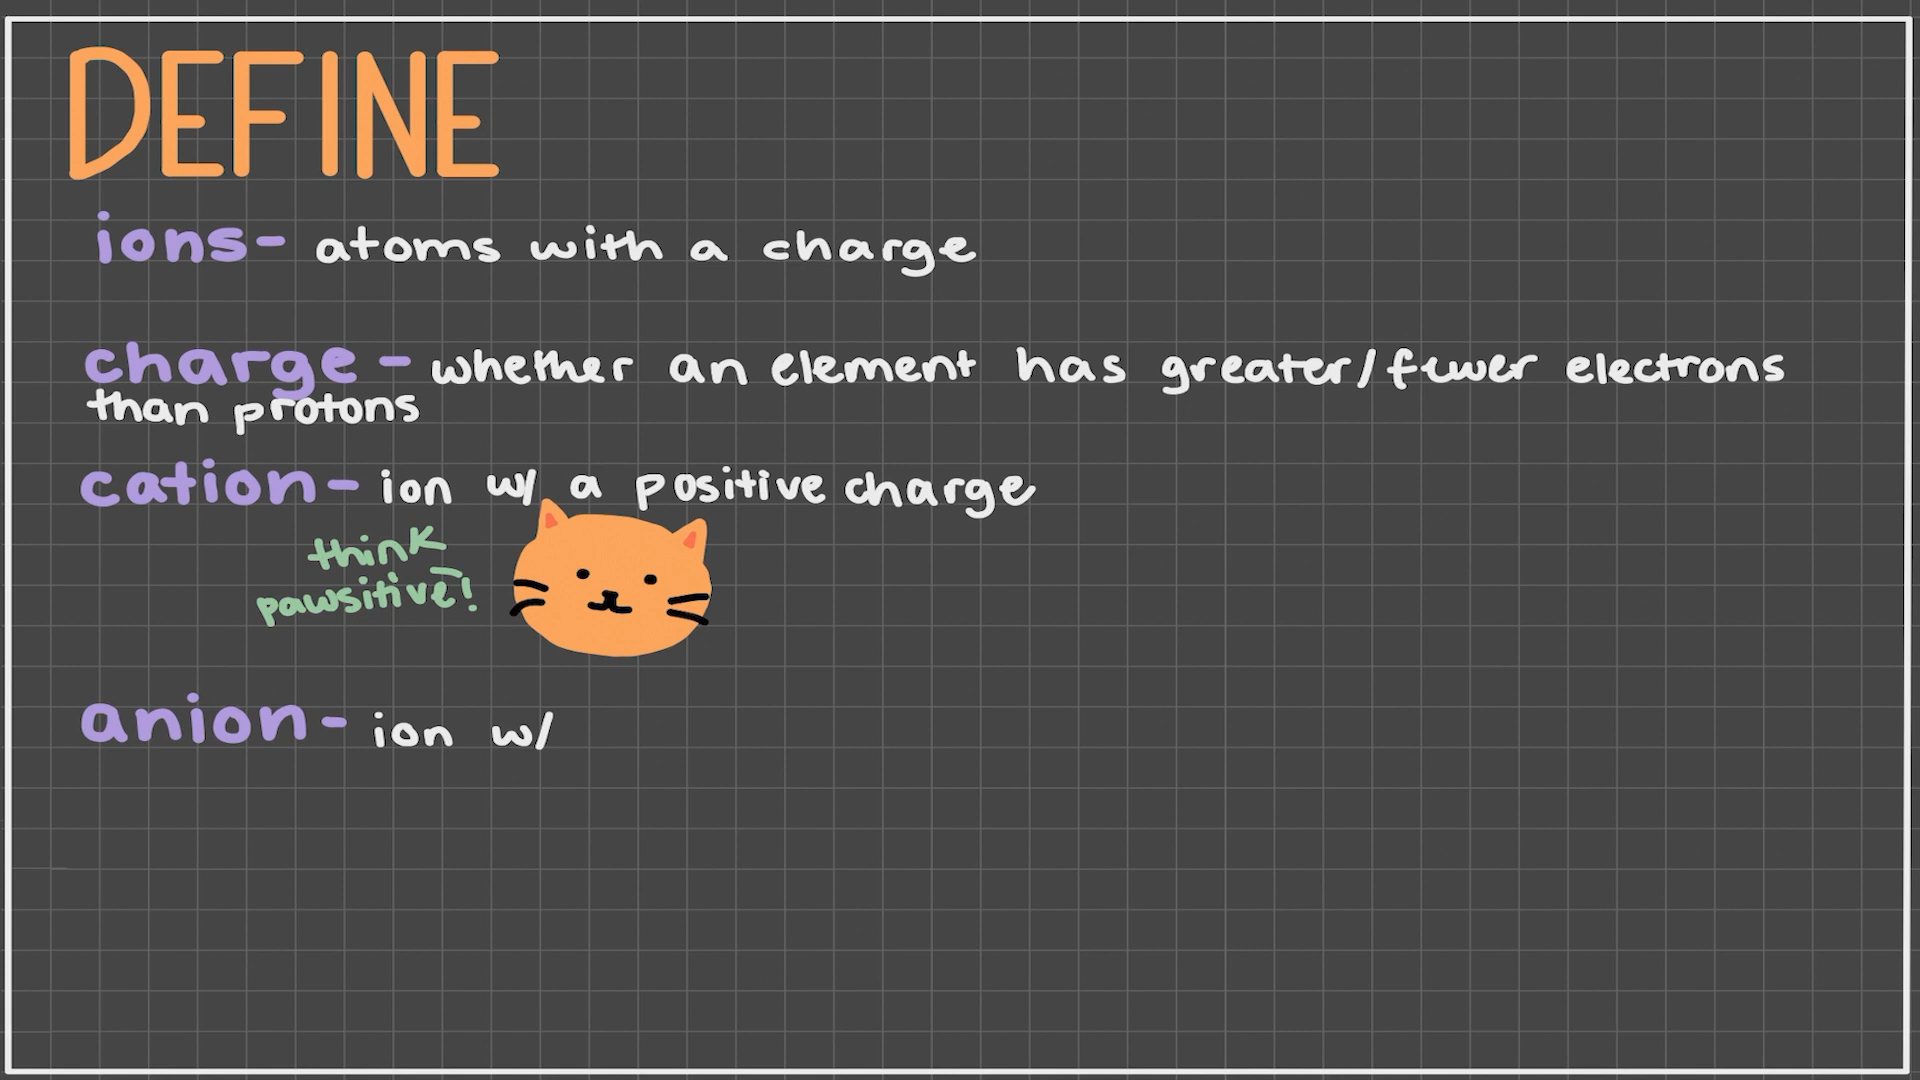 DEFINE
ions- atoms with a charge
charge - whether an element has greater/fewer electrons
than protons
cation- ion w/ a positive charge
think
pawsitive!
anion- ion w/